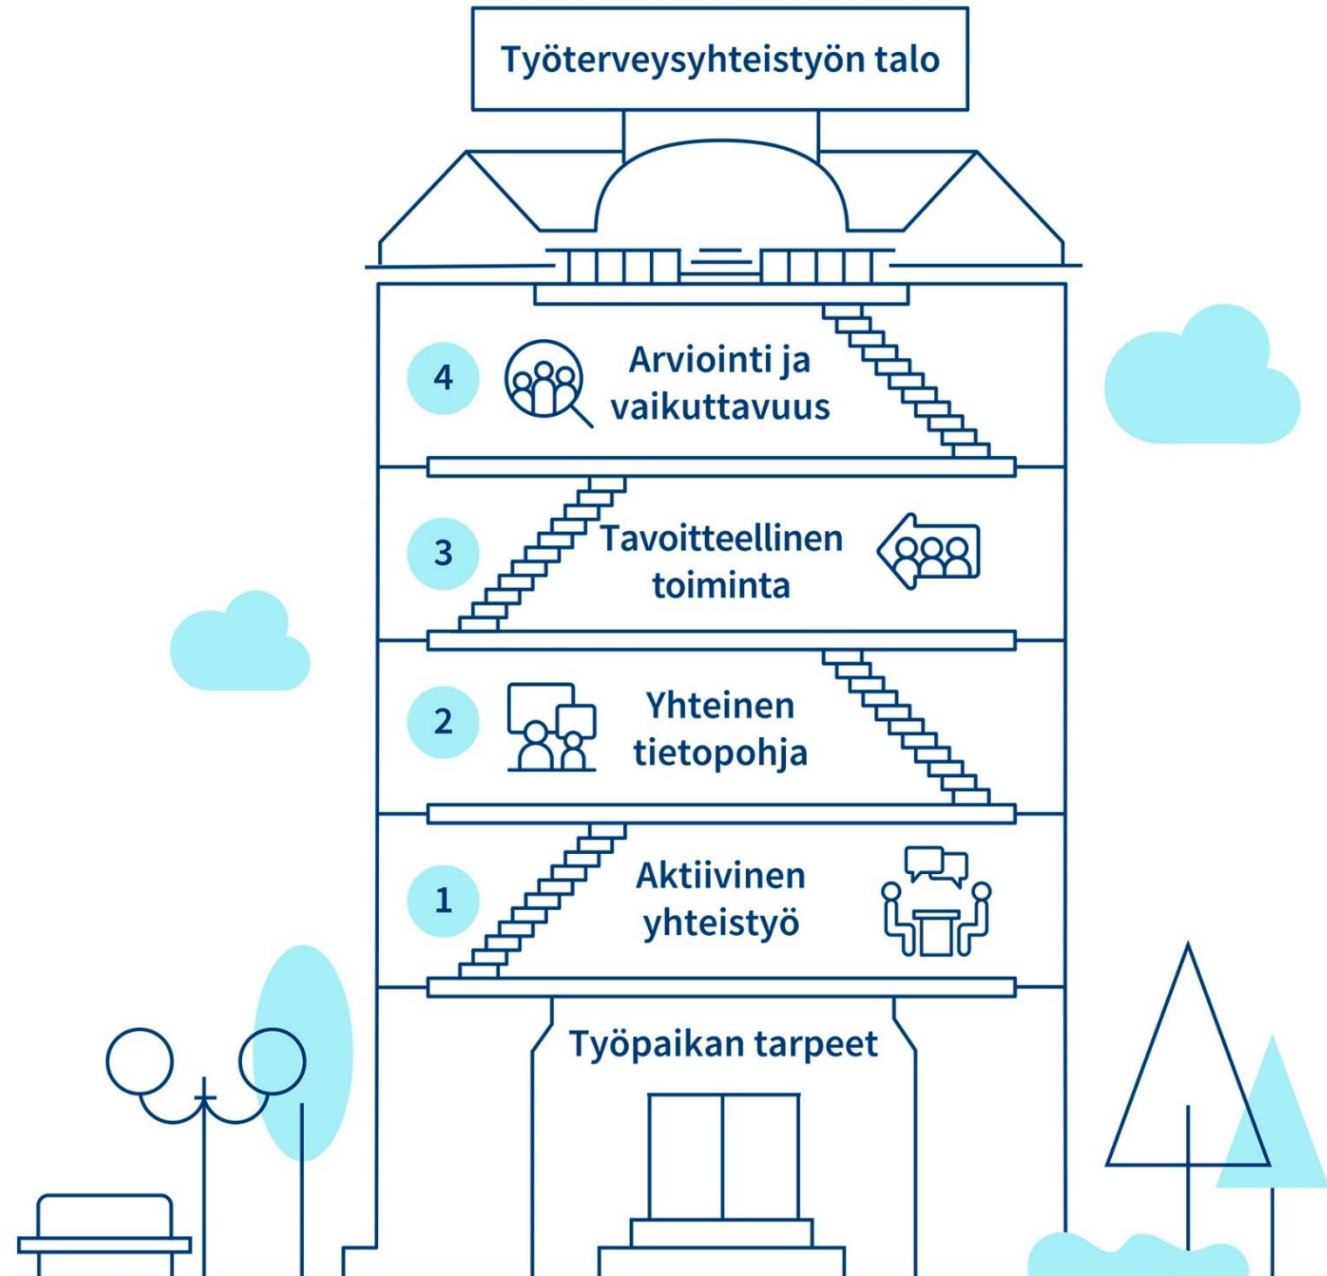 Työterveysyhteistyön talo
4
Arviointi ja
vaikuttavuus
3
Tavoitteellinen
toiminta
2
Yhteinen
tietopohja
1
Aktiivinen
yhteistyö
Työpaikan tarpeet